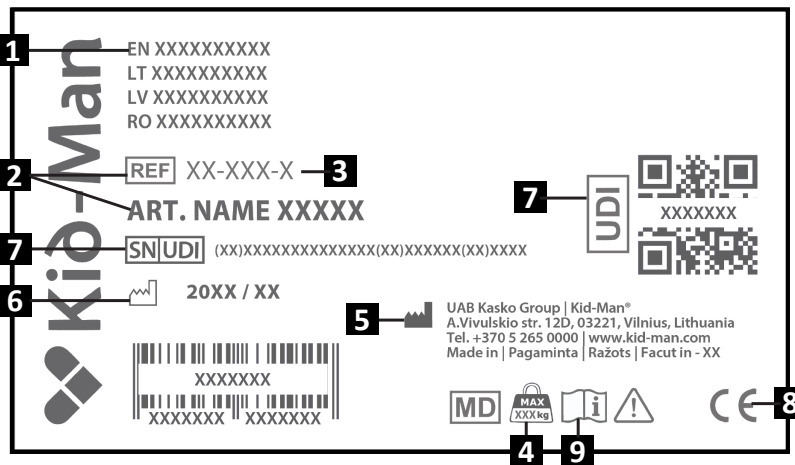 1
EN XXXXXXXXXX
LT XXXXXXXXXX
LV XXXXXXXXXX
RO XXXXXXXXXX
Kid-Man
2
REF XX-XXX-X
3
ART. NAME XXXXX
7
SN UDI (XX)XXXXXXXXXXXXXX(XX)XXXXXX(XX)XXXX
7
UDI
XXXXXXX
6
20XX / XX
5
UAB Kasko Group | Kid-Man®
A.Vivulskio str. 12D, 03221, Vilnius, Lithuania
Tel. +370 5 265 0000 | www.kid-man.com
Made in | Pagaminta | Ražots | Facut in - XX
XXXXXXX
XXXXXXX XXXXXXX
MD
MAX
XXX kg
i
!
CE
8
4
9